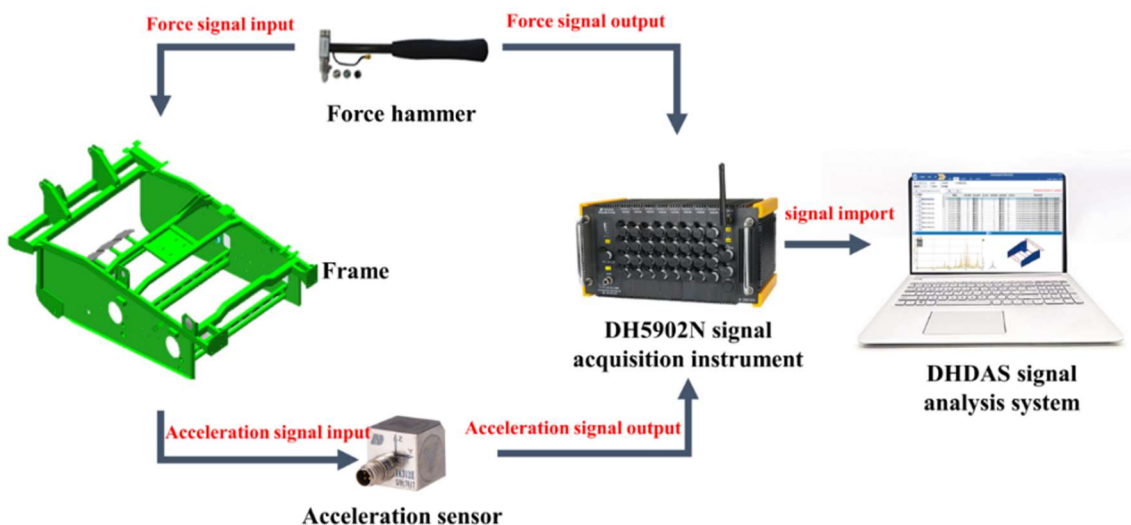 Force signal input
Force signal output
Force hammer
Frame
signal import
DH5902N signal
acquisition instrument
DHDAS signal
analysis system
Acceleration signal input
Acceleration signal output
Acceleration sensor